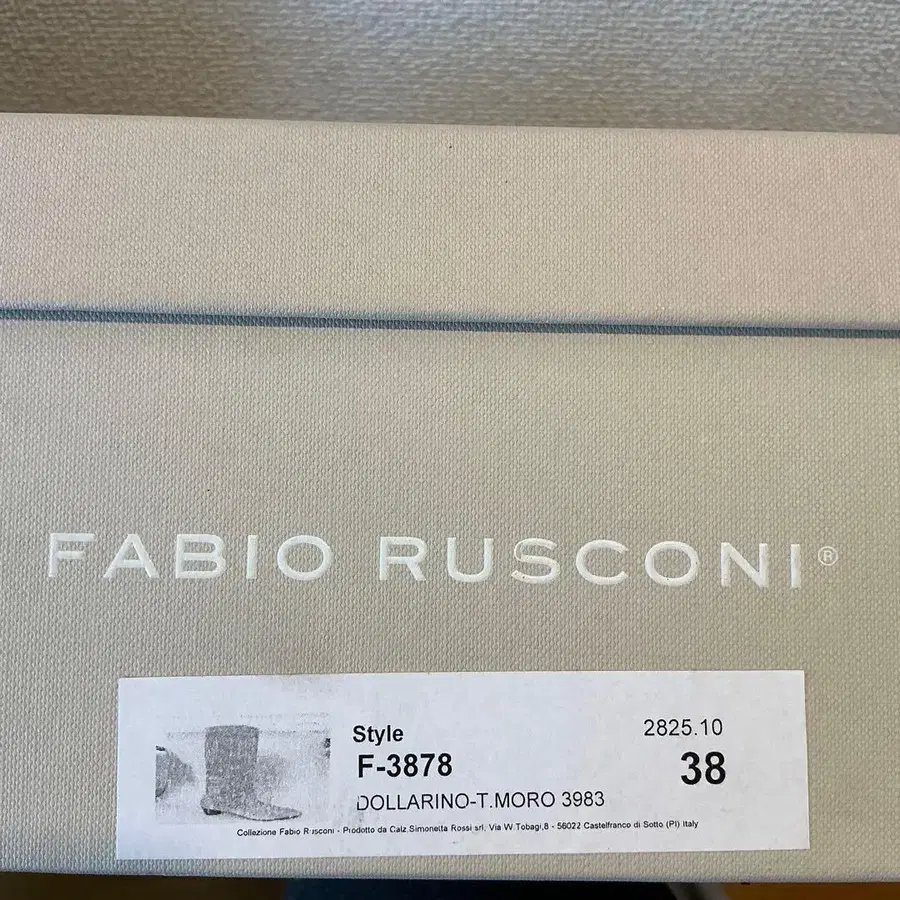 FABIO RUSCONI®
Style
2825.10
F-3878
38
DOLLARINO-T.MORO 3983
Collezione Fabio Rusconi - Prodotto da Calz.Simonetta Rossi srl, Via W.Tobagi,8 - 56022 Castelfranco di Sotto (PI) Italy